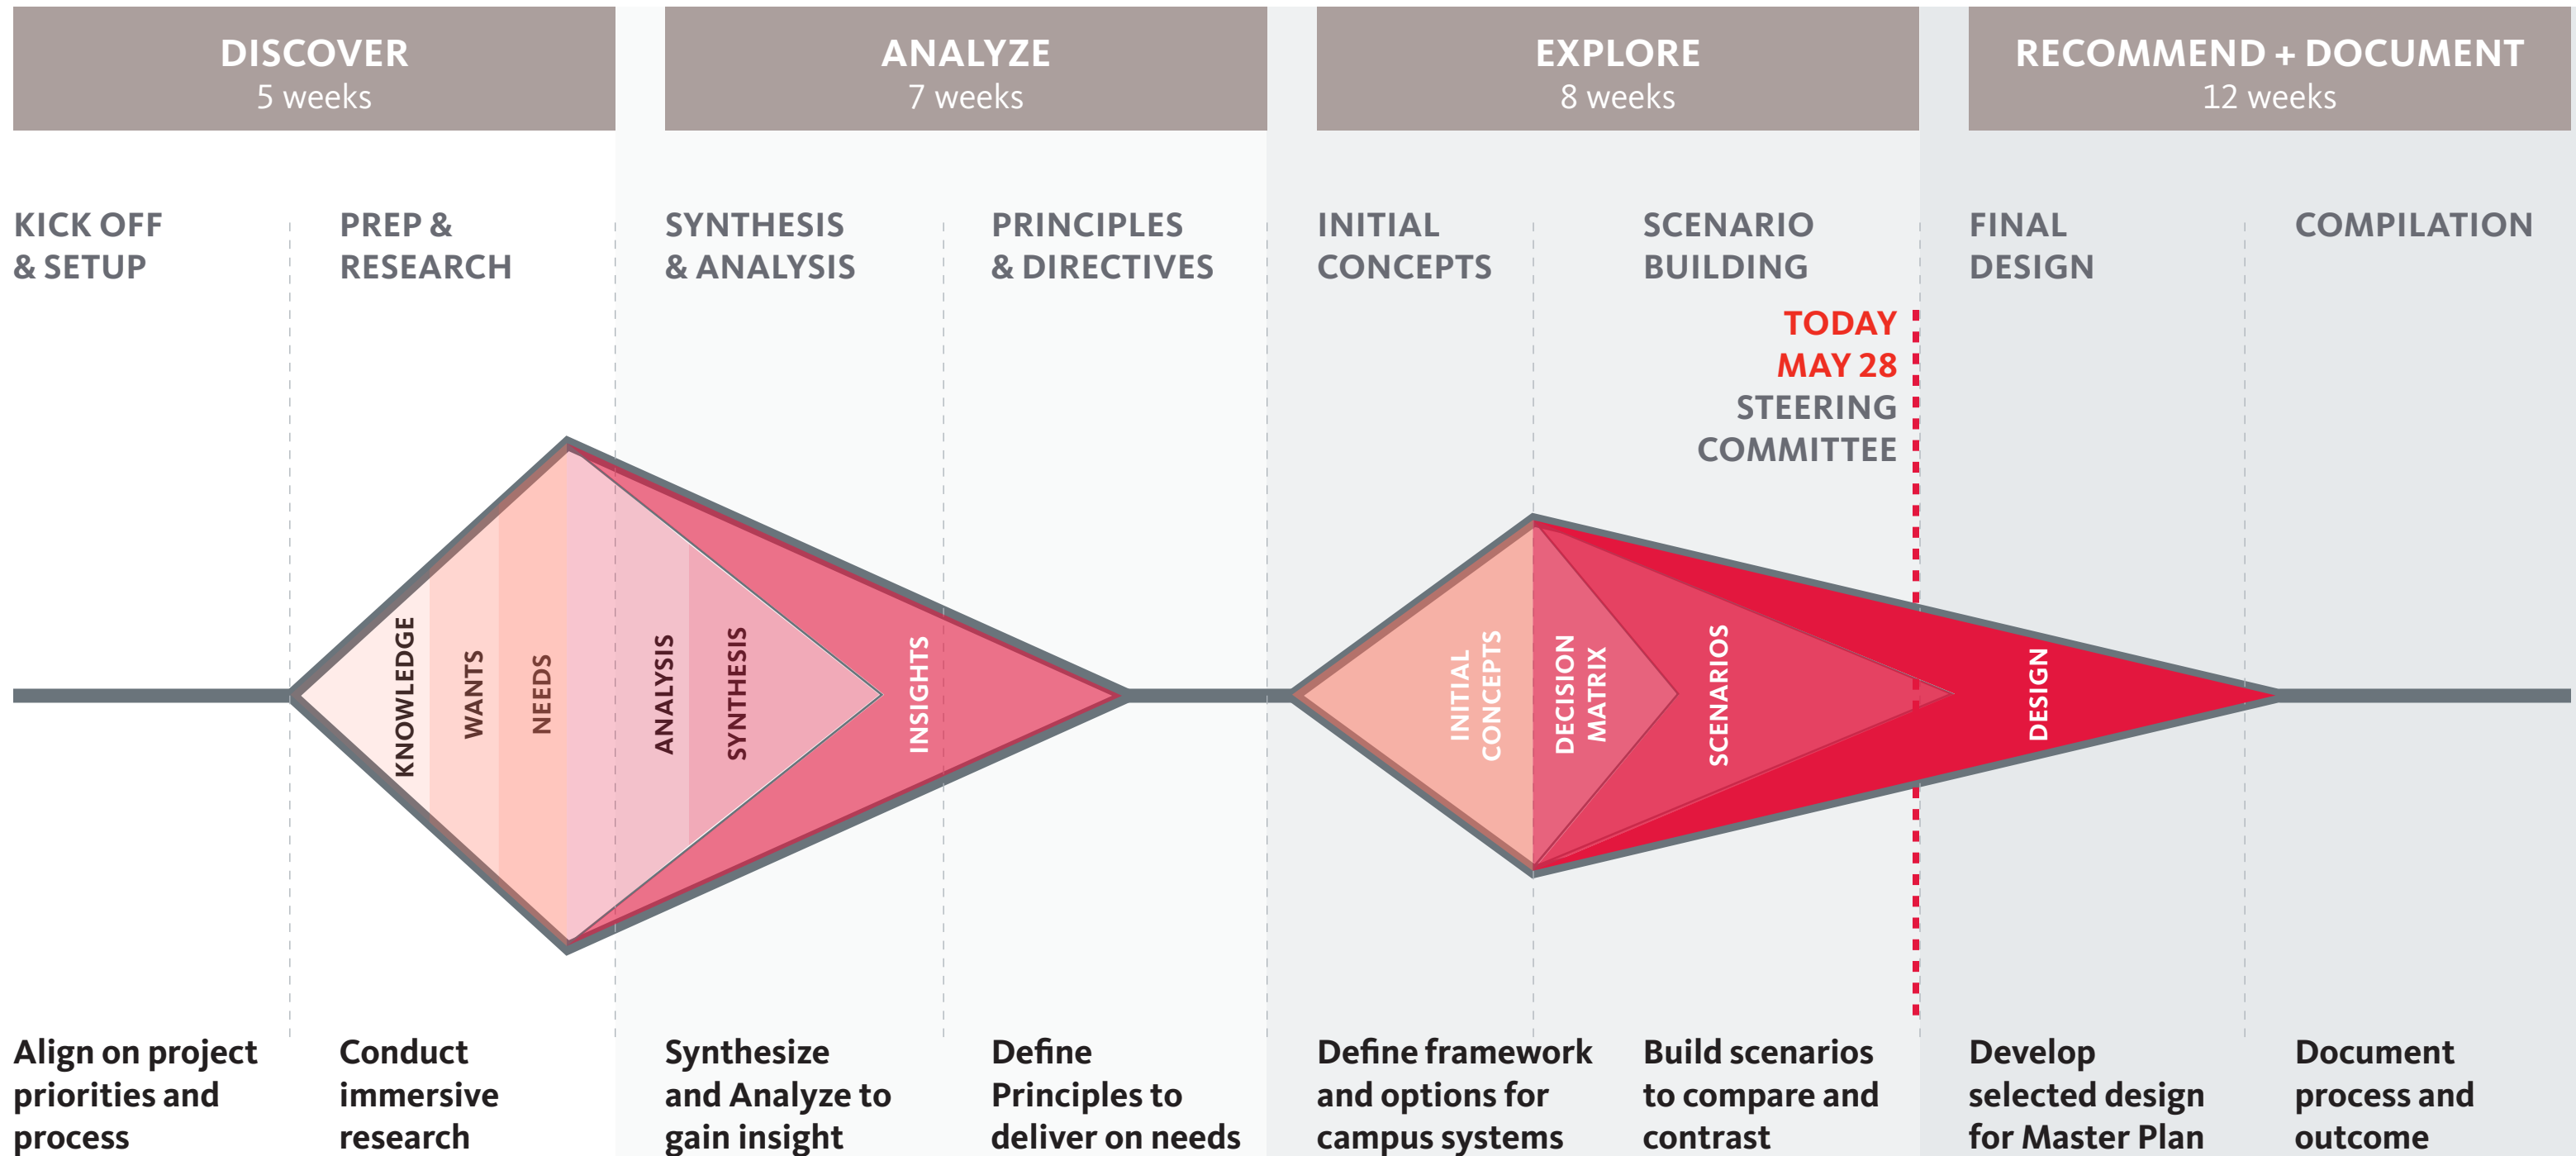 DISCOVER
5 weeks
ANALYZE
7 weeks
EXPLORE
8 weeks
RECOMMEND + DOCUMENT
12 weeks
KICK OFF
& SETUP
PREP &
RESEARCH
SYNTHESIS
& ANALYSIS
PRINCIPLES
& DIRECTIVES
INITIAL
CONCEPTS
SCENARIO
BUILDING
FINAL
DESIGN
COMPILATION
TODAY
MAY 28
STEERING
COMMITTEE
KNOWLEDGE
WANTS
NEEDS
ANALYSIS
SYNTHESIS
INSIGHTS
INITIAL
CONCEPTS
DECISION
MATRIX
SCENARIOS
DESIGN
Align on project
priorities and
process
Conduct
immersive
research
Synthesize
and Analyze to
gain insight
Define
Principles to
deliver on needs
Define framework
and options for
campus systems
Build scenarios
to compare and
contrast
Develop
selected design
for Master Plan
Document
process and
outcome